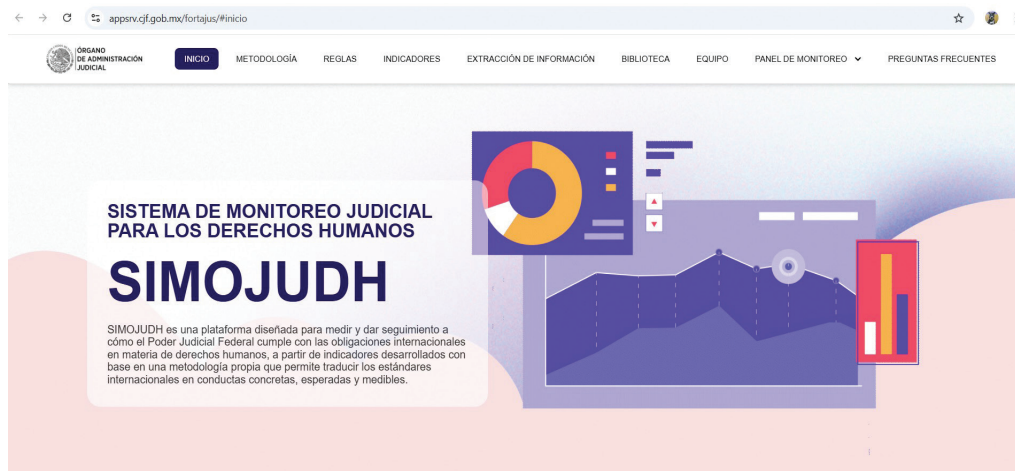 appsrv.cjf.gob.mx/fortajus/#inicio
ÓRGANO
DE ADMINISTRACIÓN
JUDICIAL
INICIO
METODOLOGÍA
REGLAS
INDICADORES
EXTRACCIÓN DE INFORMACIÓN
BIBLIOTECA
EQUIPO
PANEL DE MONITOREO
PREGUNTAS FRECUENTES
SISTEMA DE MONITOREO JUDICIAL
PARA LOS DERECHOS HUMANOS
SIMOJUDH
SIMOJUDH es una plataforma diseñada para medir y dar seguimiento a
cómo el Poder Judicial Federal cumple con las obligaciones internacionales
en materia de derechos humanos, a partir de indicadores desarrollados con
base en una metodología propia que permite traducir los estándares
internacionales en conductas concretas, esperadas y medibles.